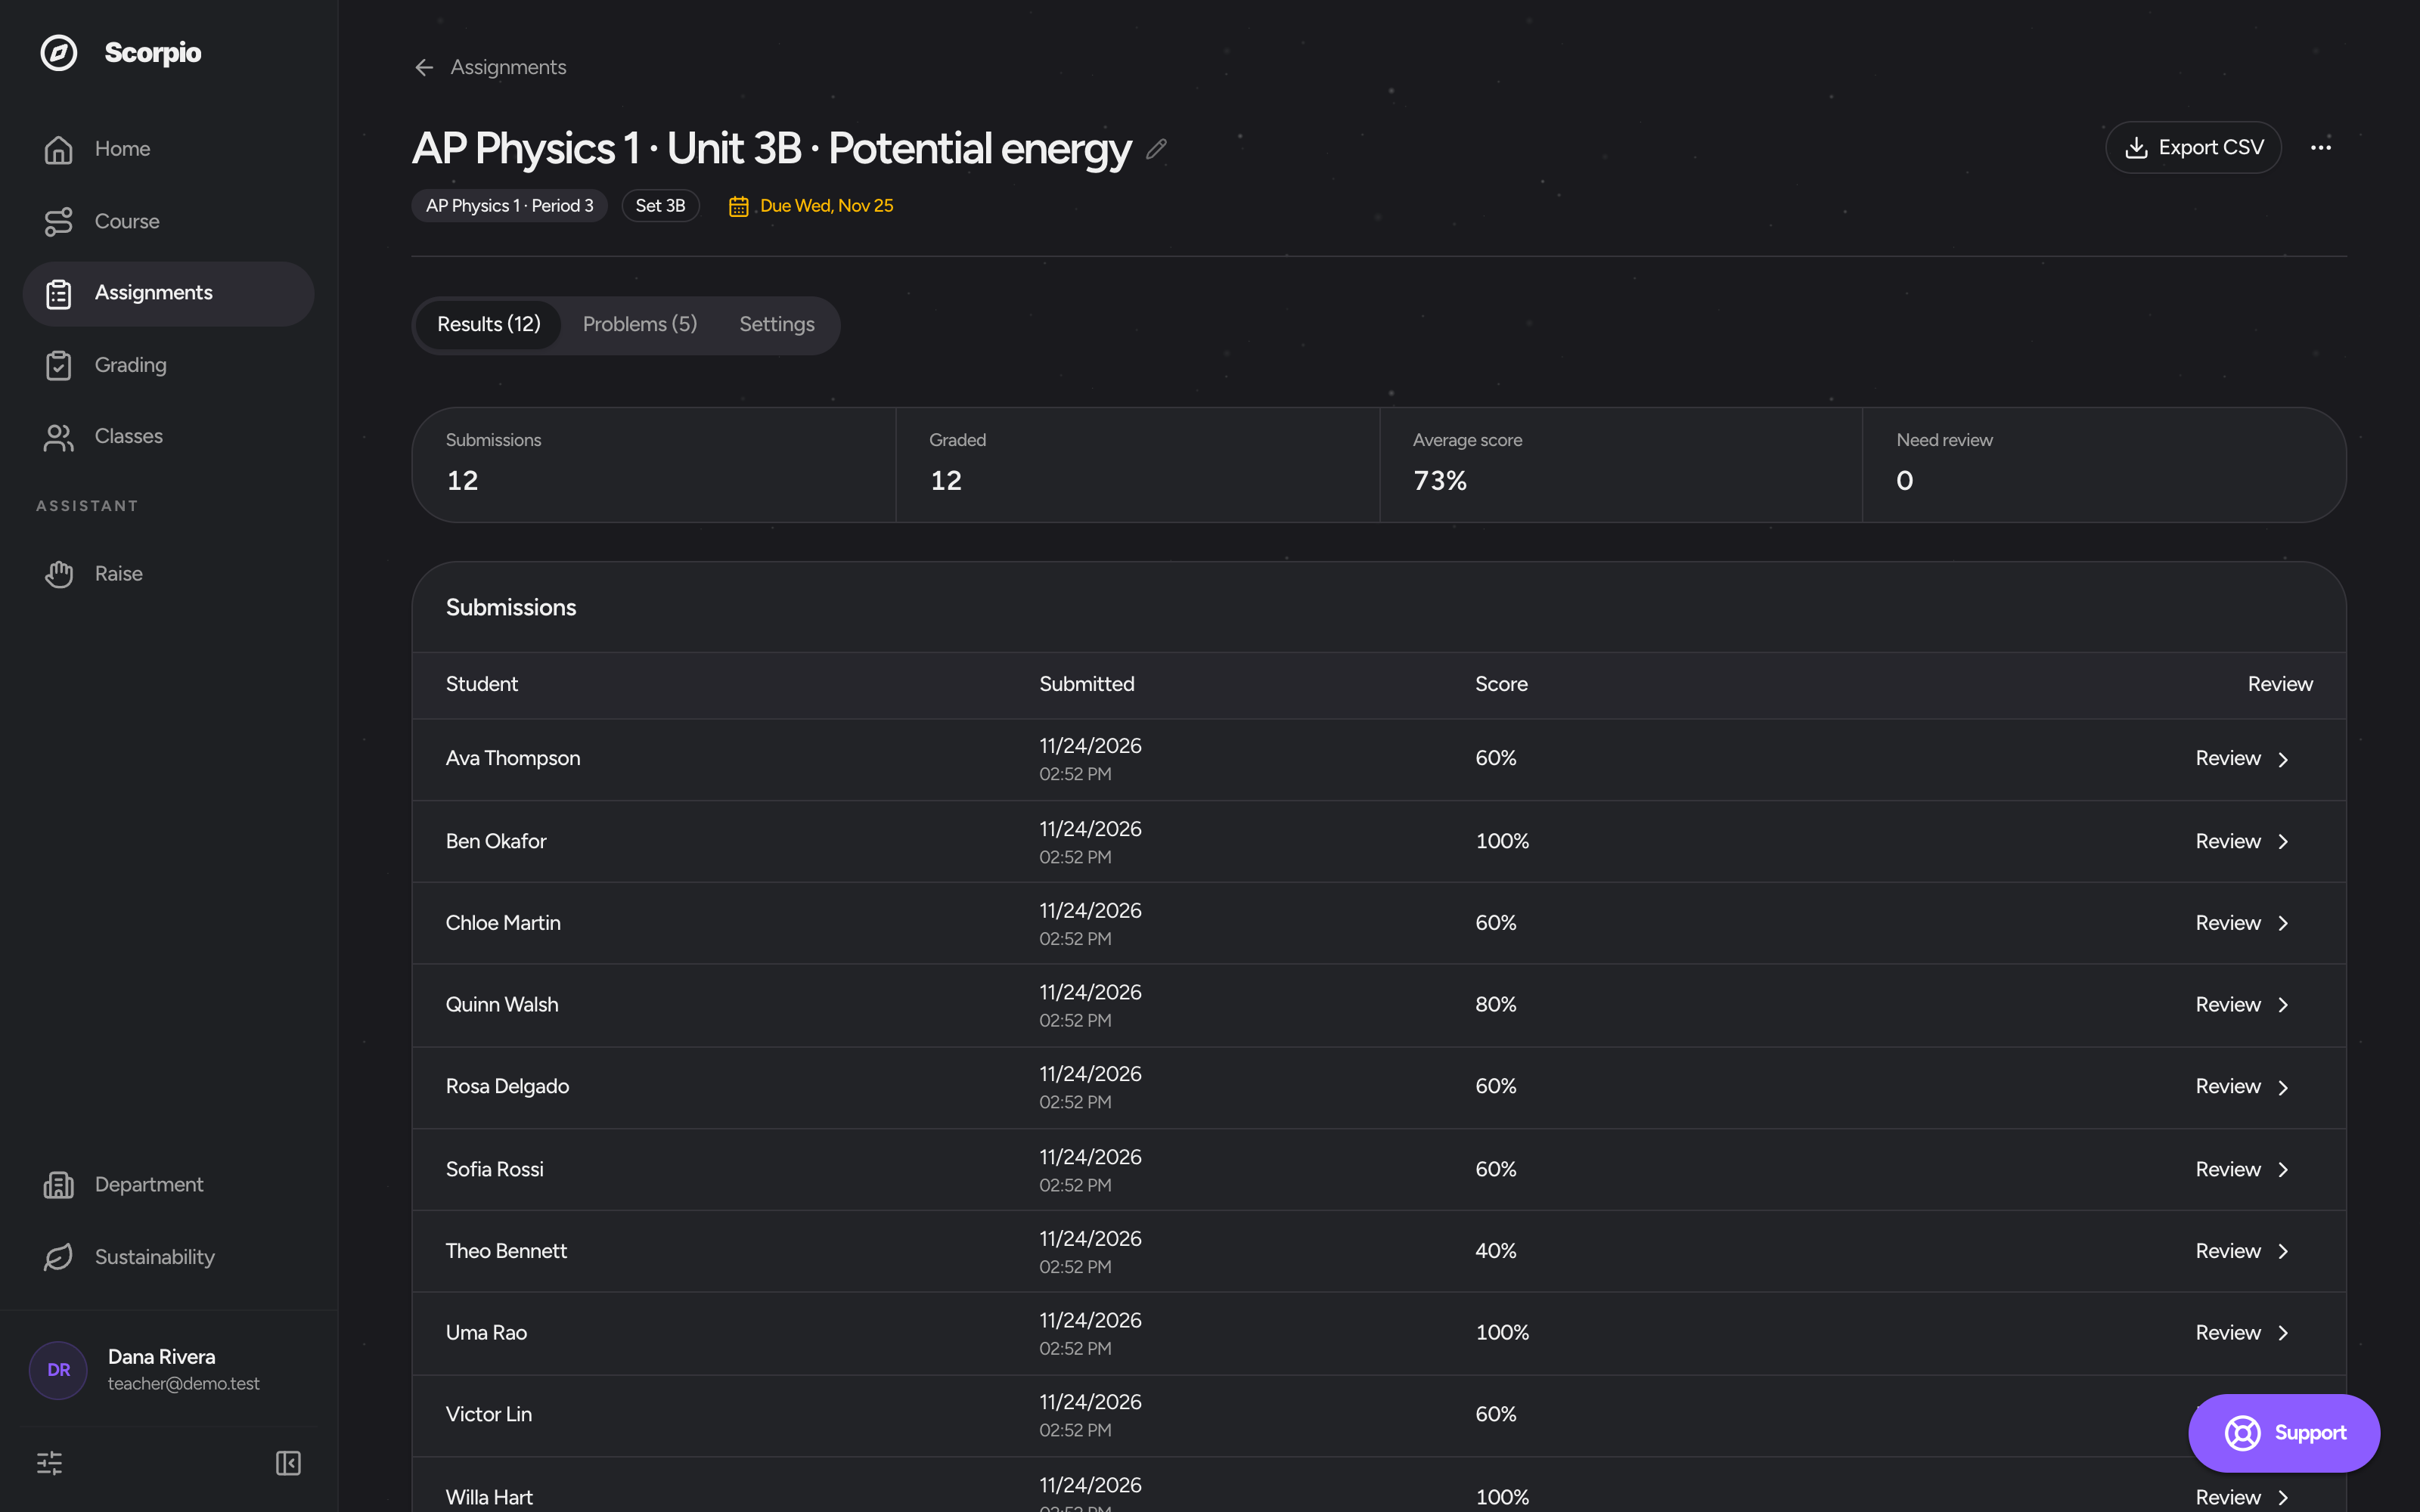 Scorpio
Home
Course
Assignments
Grading
Classes
ASSISTANT
Raise
Department
Sustainability
DR
Dana Rivera
teacher@demo.test
Assignments
AP Physics 1 · Unit 3B · Potential energy
Export CSV
AP Physics 1 · Period 3
Set 3B
Due Wed, Nov 25
Results (12)
Problems (5)
Settings
Submissions
12
Graded
12
Average score
73%
Need review
0
Submissions
Student Submitted Score Review
Ava Thompson 11/24/2026 60% Review
02:52 PM
Ben Okafor 11/24/2026 100% Review
02:52 PM
Chloe Martin 11/24/2026 60% Review
02:52 PM
Quinn Walsh 11/24/2026 80% Review
02:52 PM
Rosa Delgado 11/24/2026 60% Review
02:52 PM
Sofia Rossi 11/24/2026 60% Review
02:52 PM
Theo Bennett 11/24/2026 40% Review
02:52 PM
Uma Rao 11/24/2026 100% Review
02:52 PM
Victor Lin 11/24/2026 60%
02:52 PM
Support
Willa Hart 11/24/2026 100% Review